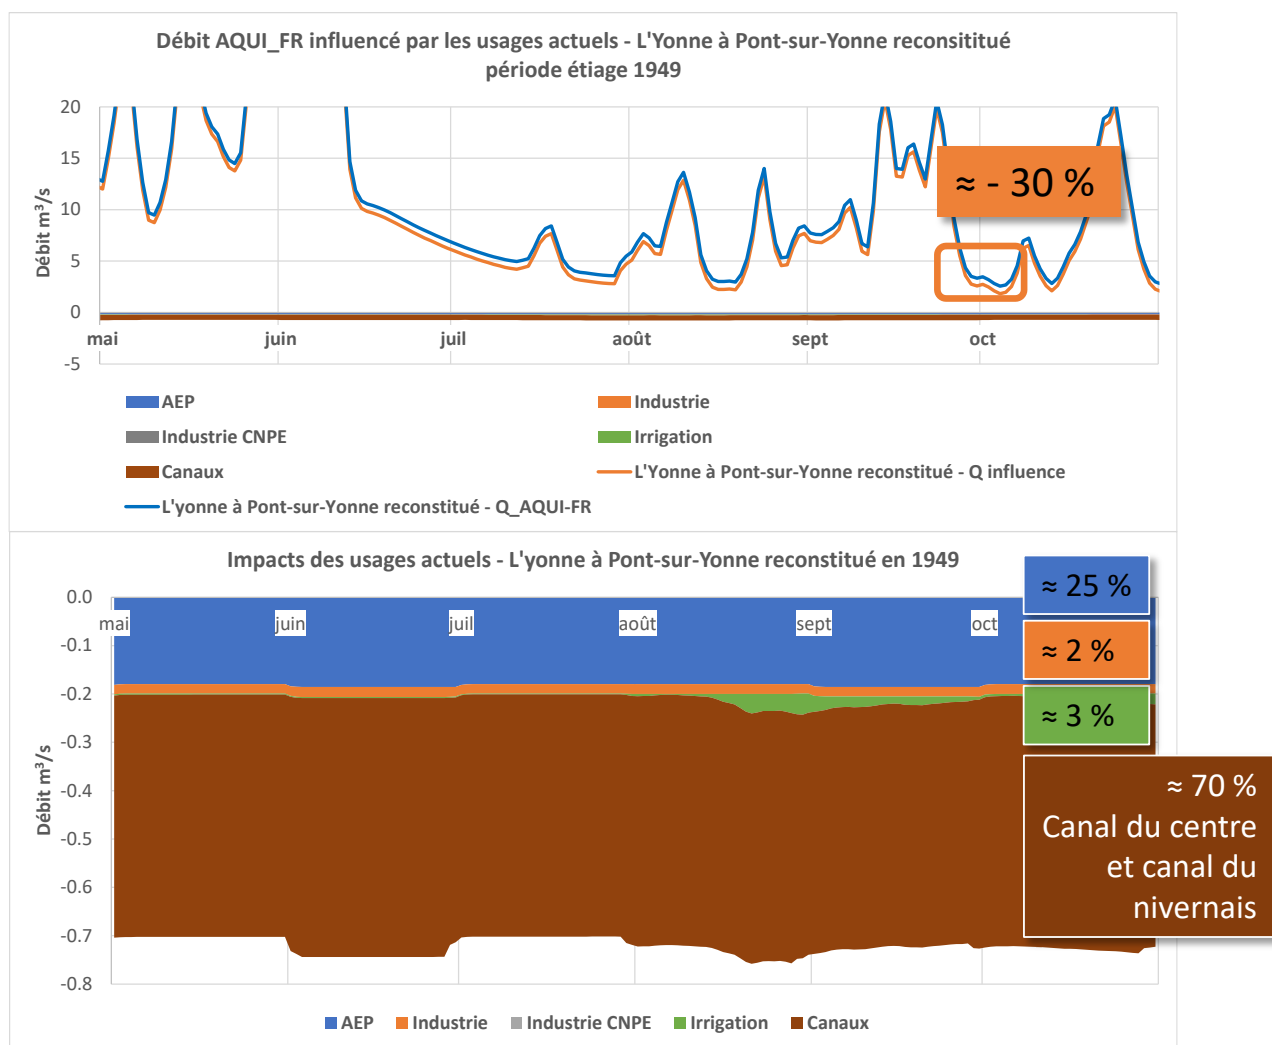 Débit AQUI_FR influencé par les usages actuels - L'Yonne à Pont-sur-Yonne reconsititué
période étiage 1949
Débit m³/s
20
15
10
5
0
-5
mai
juin
juil
août
sept
oct
≈ - 30 %
AEP
Industrie
Industrie CNPE
Irrigation
Canaux
L'Yonne à Pont-sur-Yonne reconstitué - Q influence
L'yonne à Pont-sur-Yonne reconstitué - Q_AQUI-FR
Impacts des usages actuels - L'yonne à Pont-sur-Yonne reconstitué en 1949
Débit m³/s
0.0
-0.1
-0.2
-0.3
-0.4
-0.5
-0.6
-0.7
-0.8
mai
juin
juil
août
sept
oct
≈ 25 %
≈ 2 %
≈ 3 %
≈ 70 %
Canal du centre
et canal du
nivernais
AEP
Industrie
Industrie CNPE
Irrigation
Canaux